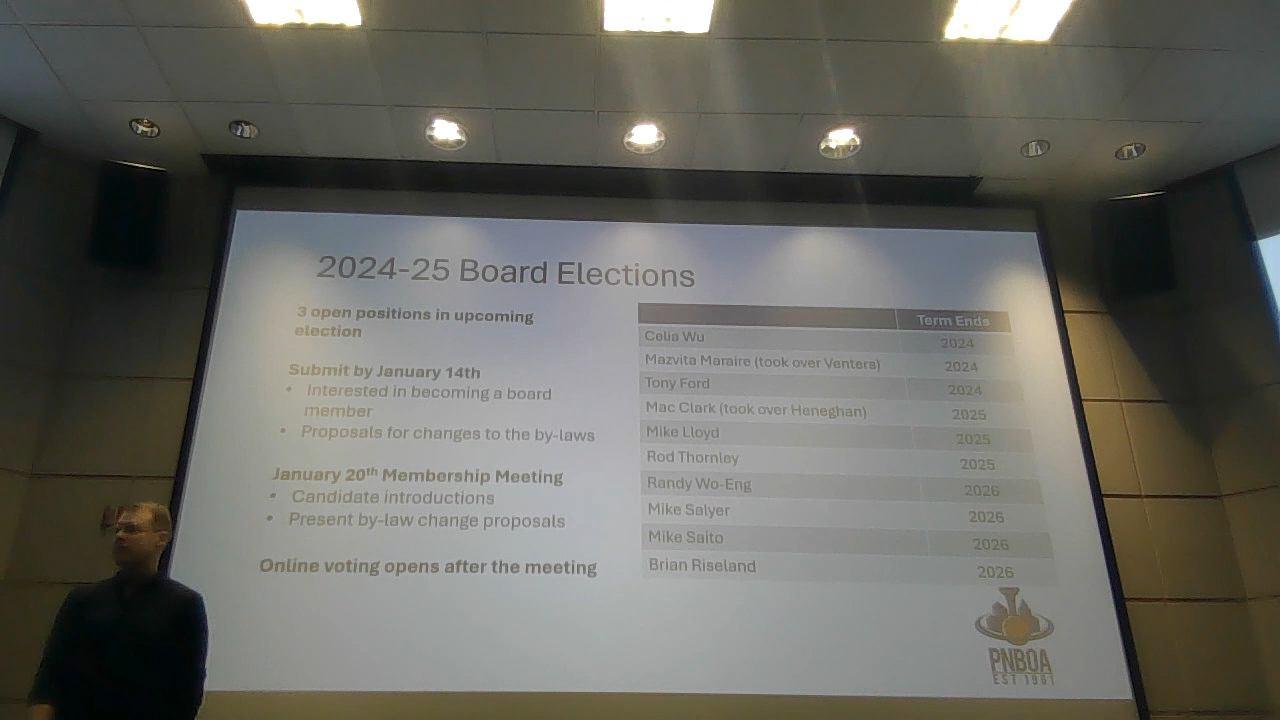 2024-25 Board Elections
3 open positions in upcoming
election
Submit by January 14th
• Interested in becoming a board
member
• Proposals for changes to the by-laws
January 20th Membership Meeting
• Candidate introductions
• Present by-law change proposals
Online voting opens after the meeting
Term Ends
Celia Wu 2024
Mazvita Maraire (took over Venters) 2024
Tony Ford 2024
Mac Clark (took over Heneghan) 2025
Mike Lloyd 2025
Rod Thornley 2025
Randy Wo-Eng 2026
Mike Salyer 2026
Mike Saito 2026
Brian Riseland 2026
PNBOA
EST 1981